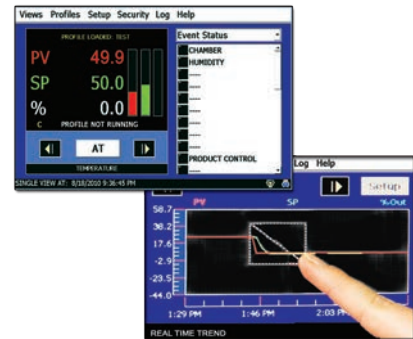 Views Profiles Setup Security Log Help
PROFILE LOADED: TEST
PV 49.9
SP 50.0
% 0.0
C PROFILE NOT RUNNING
AT
TEMPERATURE
SINGLE VIEW AT: 8/18/2010 9:36:45 PM
Event Status
CHAMBER
HUMIDITY
----
----
----
----
----
----
PRODUCT CONTROL
----
Log Help
Setup
PV SP %Out
58.7
38.2
17.6
-2.9
-23.5
-44.0
1:29 PM 1:46 PM 2:03 PM
REAL TIME TREND